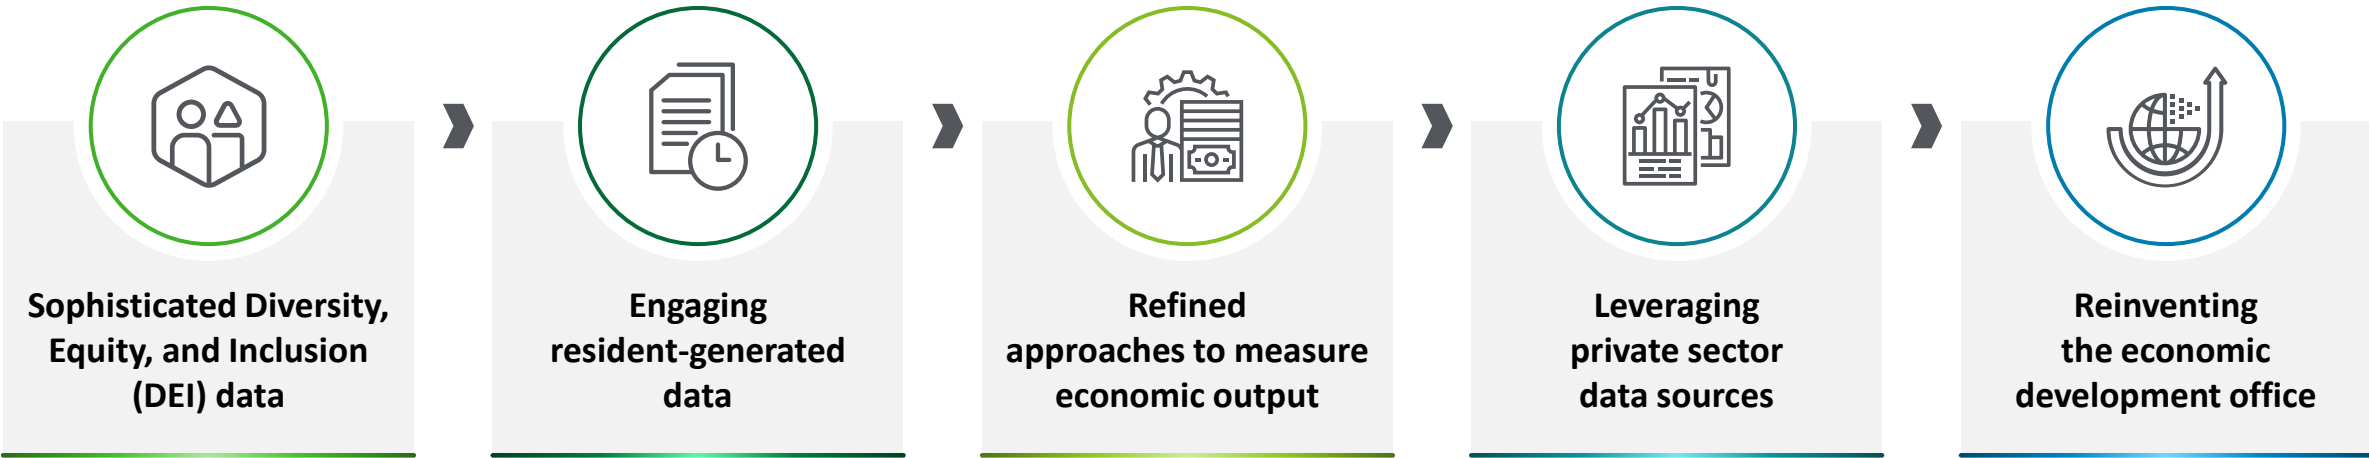 Sophisticated Diversity,
Equity, and Inclusion
(DEI) data
Engaging
resident-generated
data
Refined
approaches to measure
economic output
Leveraging
private sector
data sources
Reinventing
the economic
development office